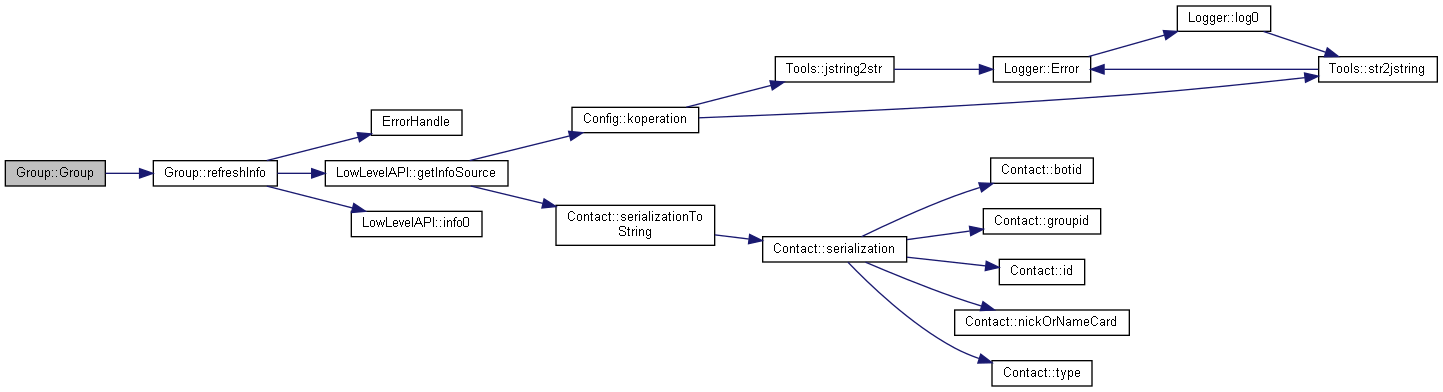 Logger::log0
Tools::jstring2str
Logger::Error
Tools::str2jstring
ErrorHandle
Config::koperation
Group::Group
Group::refreshInfo
LowLevelAPI::getInfoSource
Contact::botid
LowLevelAPI::info0
Contact::serializationTo
String
Contact::groupid
Contact::serialization
Contact::id
Contact::nickOrNameCard
Contact::type